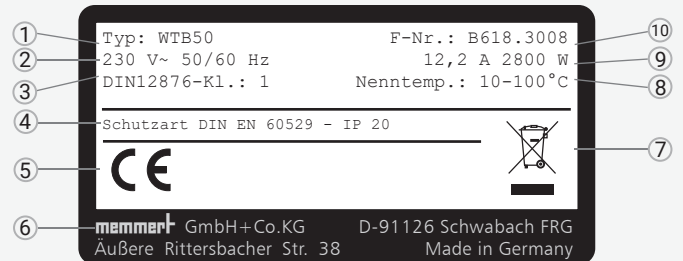 ① Typ: WTB50 F-Nr.: B618.3008 ⑩
② 230 V~ 50/60 Hz 12,2 A 2800 W ⑨
③ DIN12876-Kl.: 1 Nenntemp.: 10-100°C ⑧
④ Schutzart DIN EN 60529 - IP 20
⑤ CE ⑦
⑥ memmert GmbH+Co.KG D-91126 Schwabach FRG
Äußere Rittersbacher Str. 38 Made in Germany